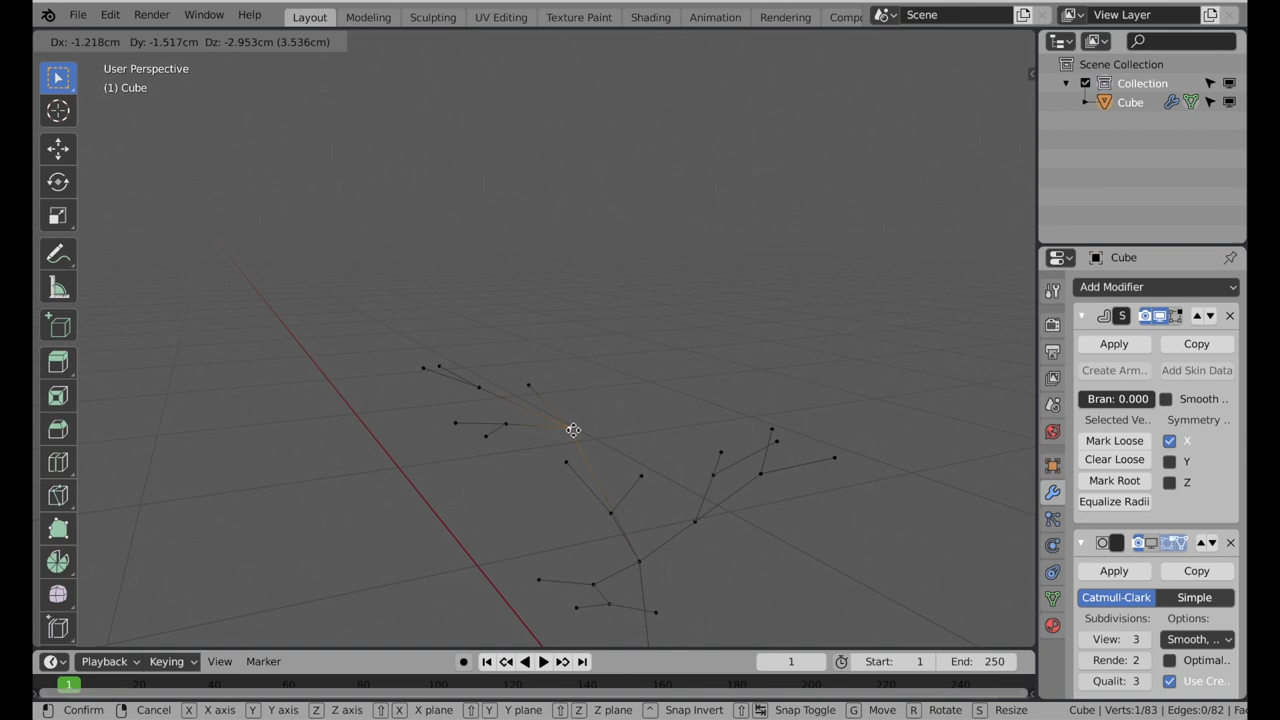 File Edit Render Window Help Layout Modeling Sculpting UV Editing Texture Paint Shading Animation Rendering Compo Scene View Layer
Dx: -1.218cm Dy: -1.517cm Dz: -2.953cm (3.536cm)
User Perspective
(1) Cube
Scene Collection
Collection
Cube
Cube
Add Modifier
S
Apply Copy
Create Arm.. Add Skin Data
Bran: 0.000 Smooth ..
Selected Ve.. Symmetry ..
Mark Loose X
Clear Loose Y
Mark Root Z
Equalize Radii
Apply Copy
Catmull-Clark Simple
Subdivisions: Options:
View: 3 Smooth, ..
Rende: 2 Optimal..
Qualit: 3 Use Cre..
Playback Keying View Marker 1 Start: 1 End: 250
1 20 40 60 80 100 120 140 160 180 200 220 240
Confirm Cancel X X axis Y Y axis Z Z axis X X plane Y Y plane Z Z plane ^ Snap Invert Snap Toggle G Move R Rotate S Resize Cube | Verts:1/83 | Edges:0/82 | Fac